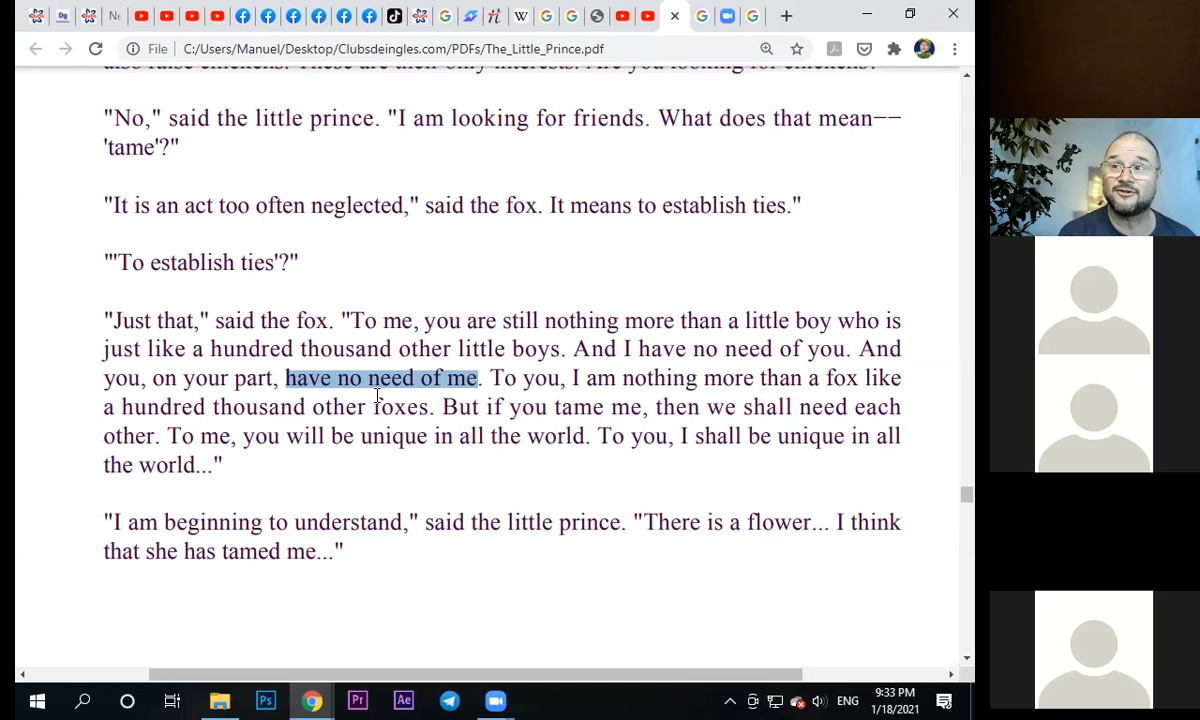 Dg
Ne
File
C:/Users/Manuel/Desktop/Clubsdeingles.com/PDFs/The_Little_Prince.pdf
"No," said the little prince. "I am looking for friends. What does that mean−−
'tame'?"
"It is an act too often neglected," said the fox. It means to establish ties."
"'To establish ties'?"
"Just that," said the fox. "To me, you are still nothing more than a little boy who is
just like a hundred thousand other little boys. And I have no need of you. And
you, on your part, have no need of me. To you, I am nothing more than a fox like
a hundred thousand other foxes. But if you tame me, then we shall need each
other. To me, you will be unique in all the world. To you, I shall be unique in all
the world..."
"I am beginning to understand," said the little prince. "There is a flower... I think
that she has tamed me..."
Ps
Pr
Ae
ENG
9:33 PM
1/18/2021